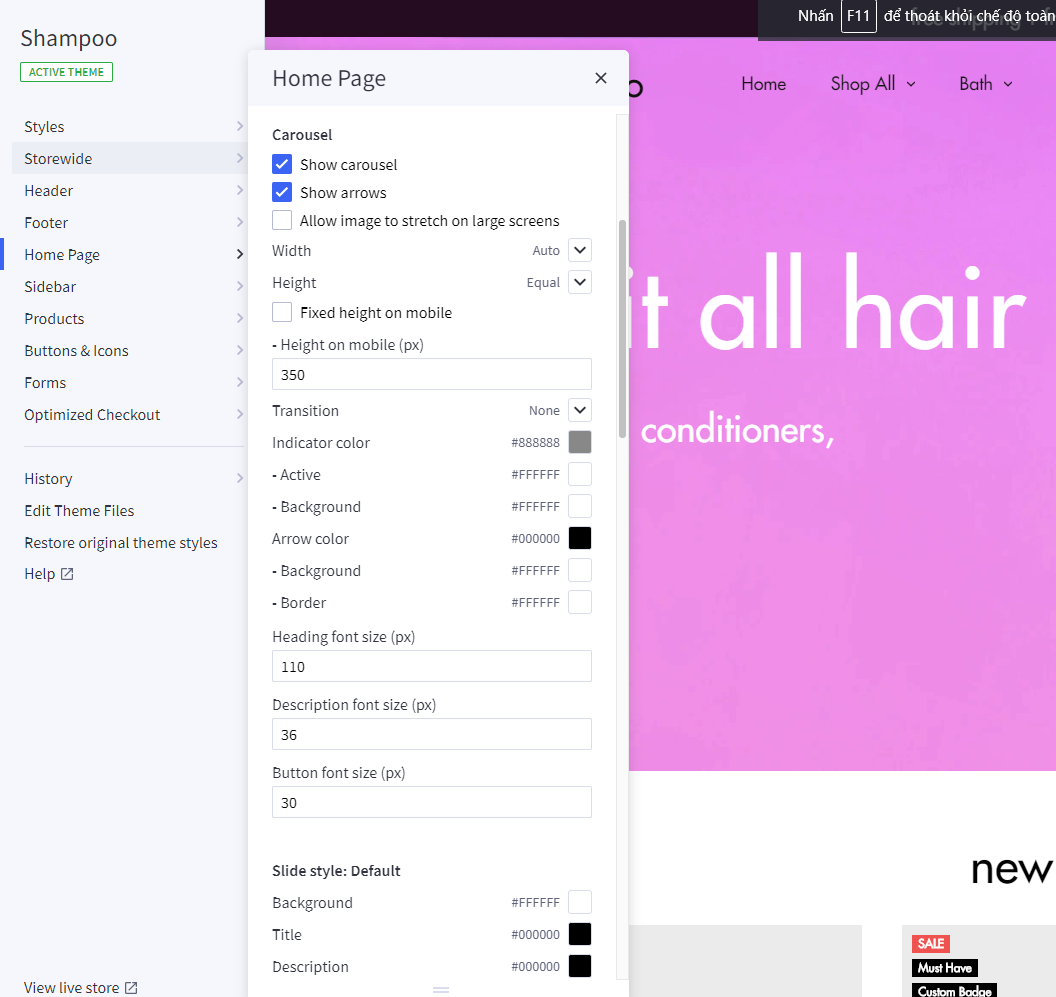 Shampoo
ACTIVE THEME
Styles
Storewide
Header
Footer
Home Page
Sidebar
Products
Buttons & Icons
Forms
Optimized Checkout
History
Edit Theme Files
Restore original theme styles
Help
View live store
Home Page
Carousel
Show carousel
Show arrows
Allow image to stretch on large screens
Width Auto
Height Equal
Fixed height on mobile
- Height on mobile (px)
350
Transition None
Indicator color #888888
- Active #FFFFFF
- Background #FFFFFF
Arrow color #000000
- Background #FFFFFF
- Border #FFFFFF
Heading font size (px)
110
Description font size (px)
36
Button font size (px)
30
Slide style: Default
Background #FFFFFF
Title #000000
Description #000000
free shipping
Nhấn F11 để thoát khỏi chế độ toàn
o
Home Shop All Bath
it all hair
conditioners,
new
SALE
Must Have
Custom Badge